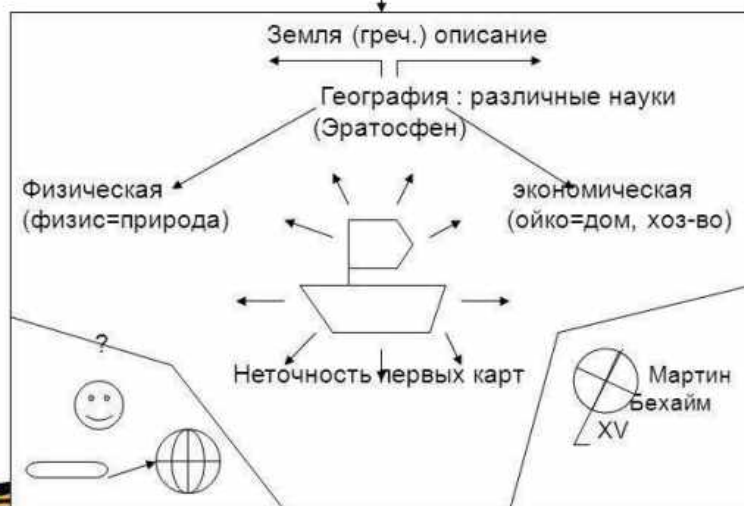 Земля (греч.) описание
География : различные науки
(Эратосфен)
Физическая
(физис=природа)
экономическая
(ойко=дом, хоз-во)
?
Неточность первых карт
Мартин
Бехайм
XV